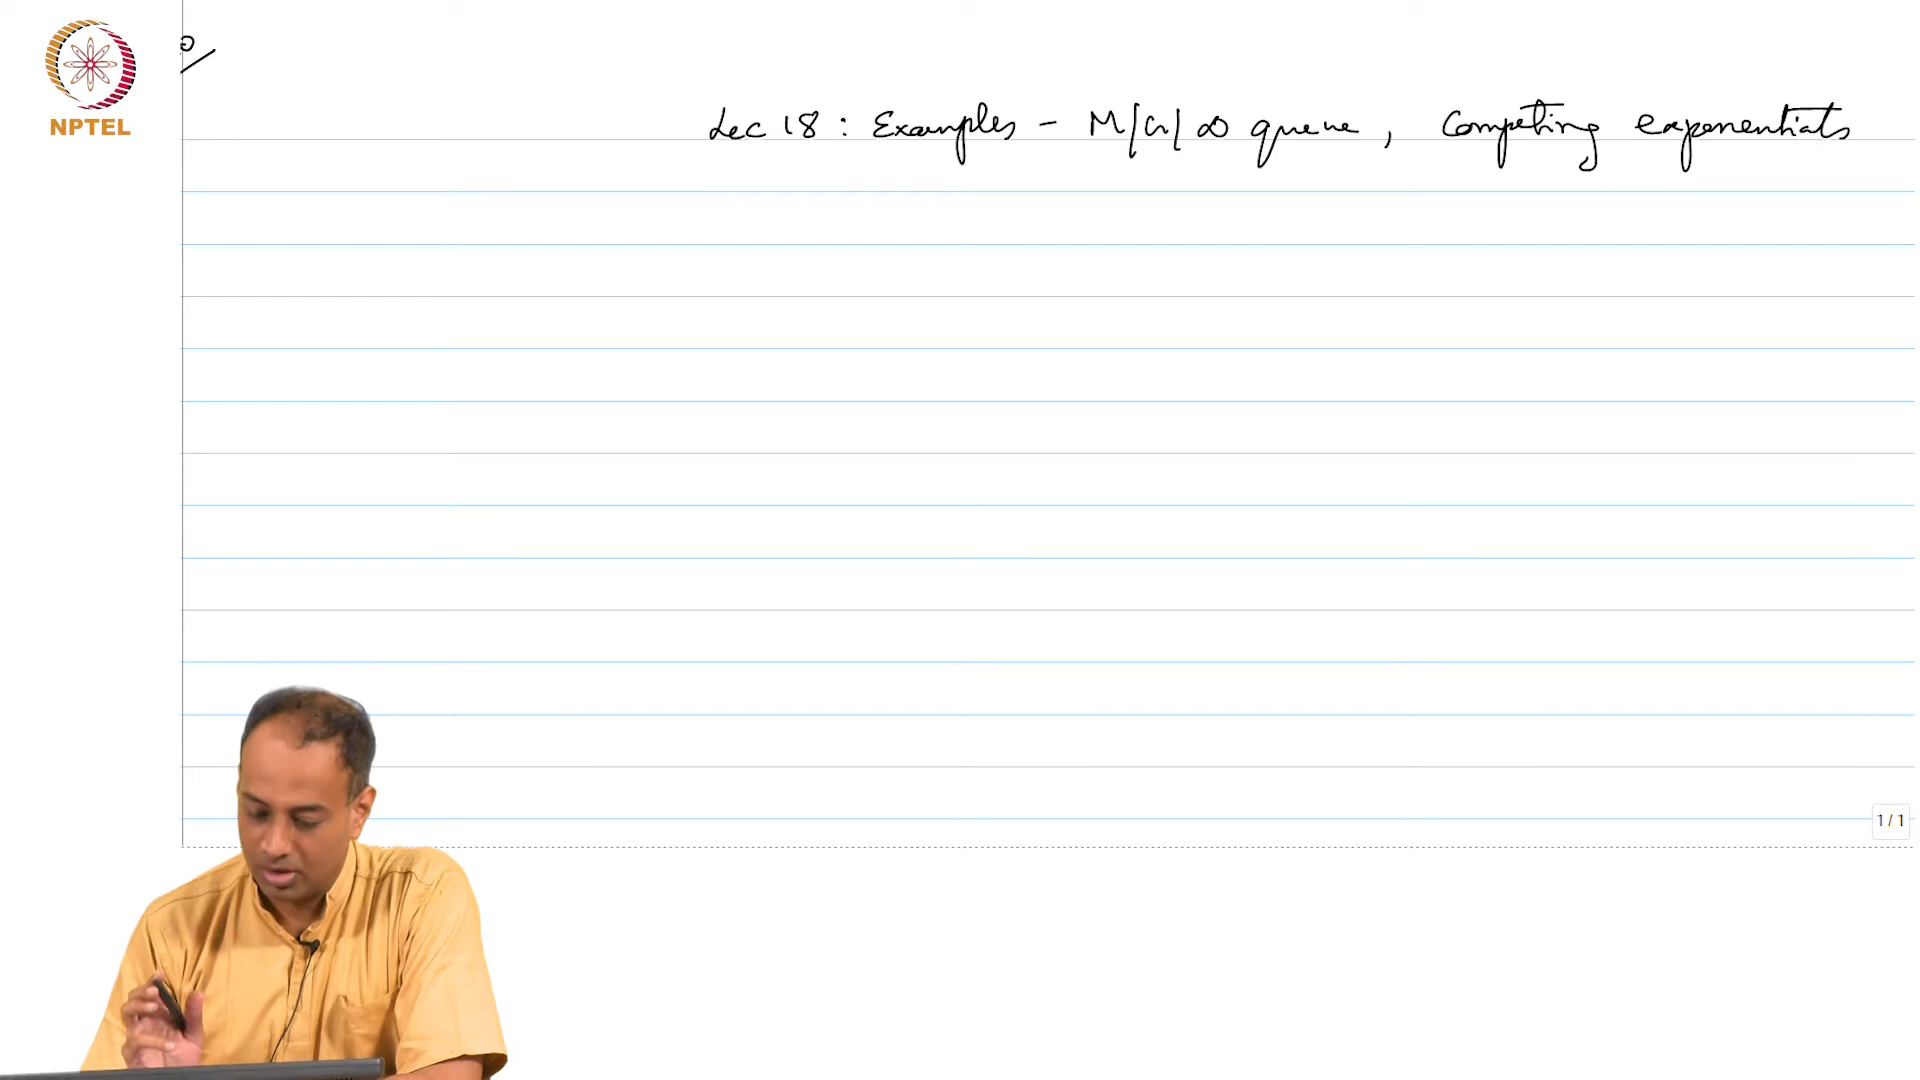 NPTEL
Lec 18 : Examples - M/G/∞ queue, Competing exponentials
1 / 1